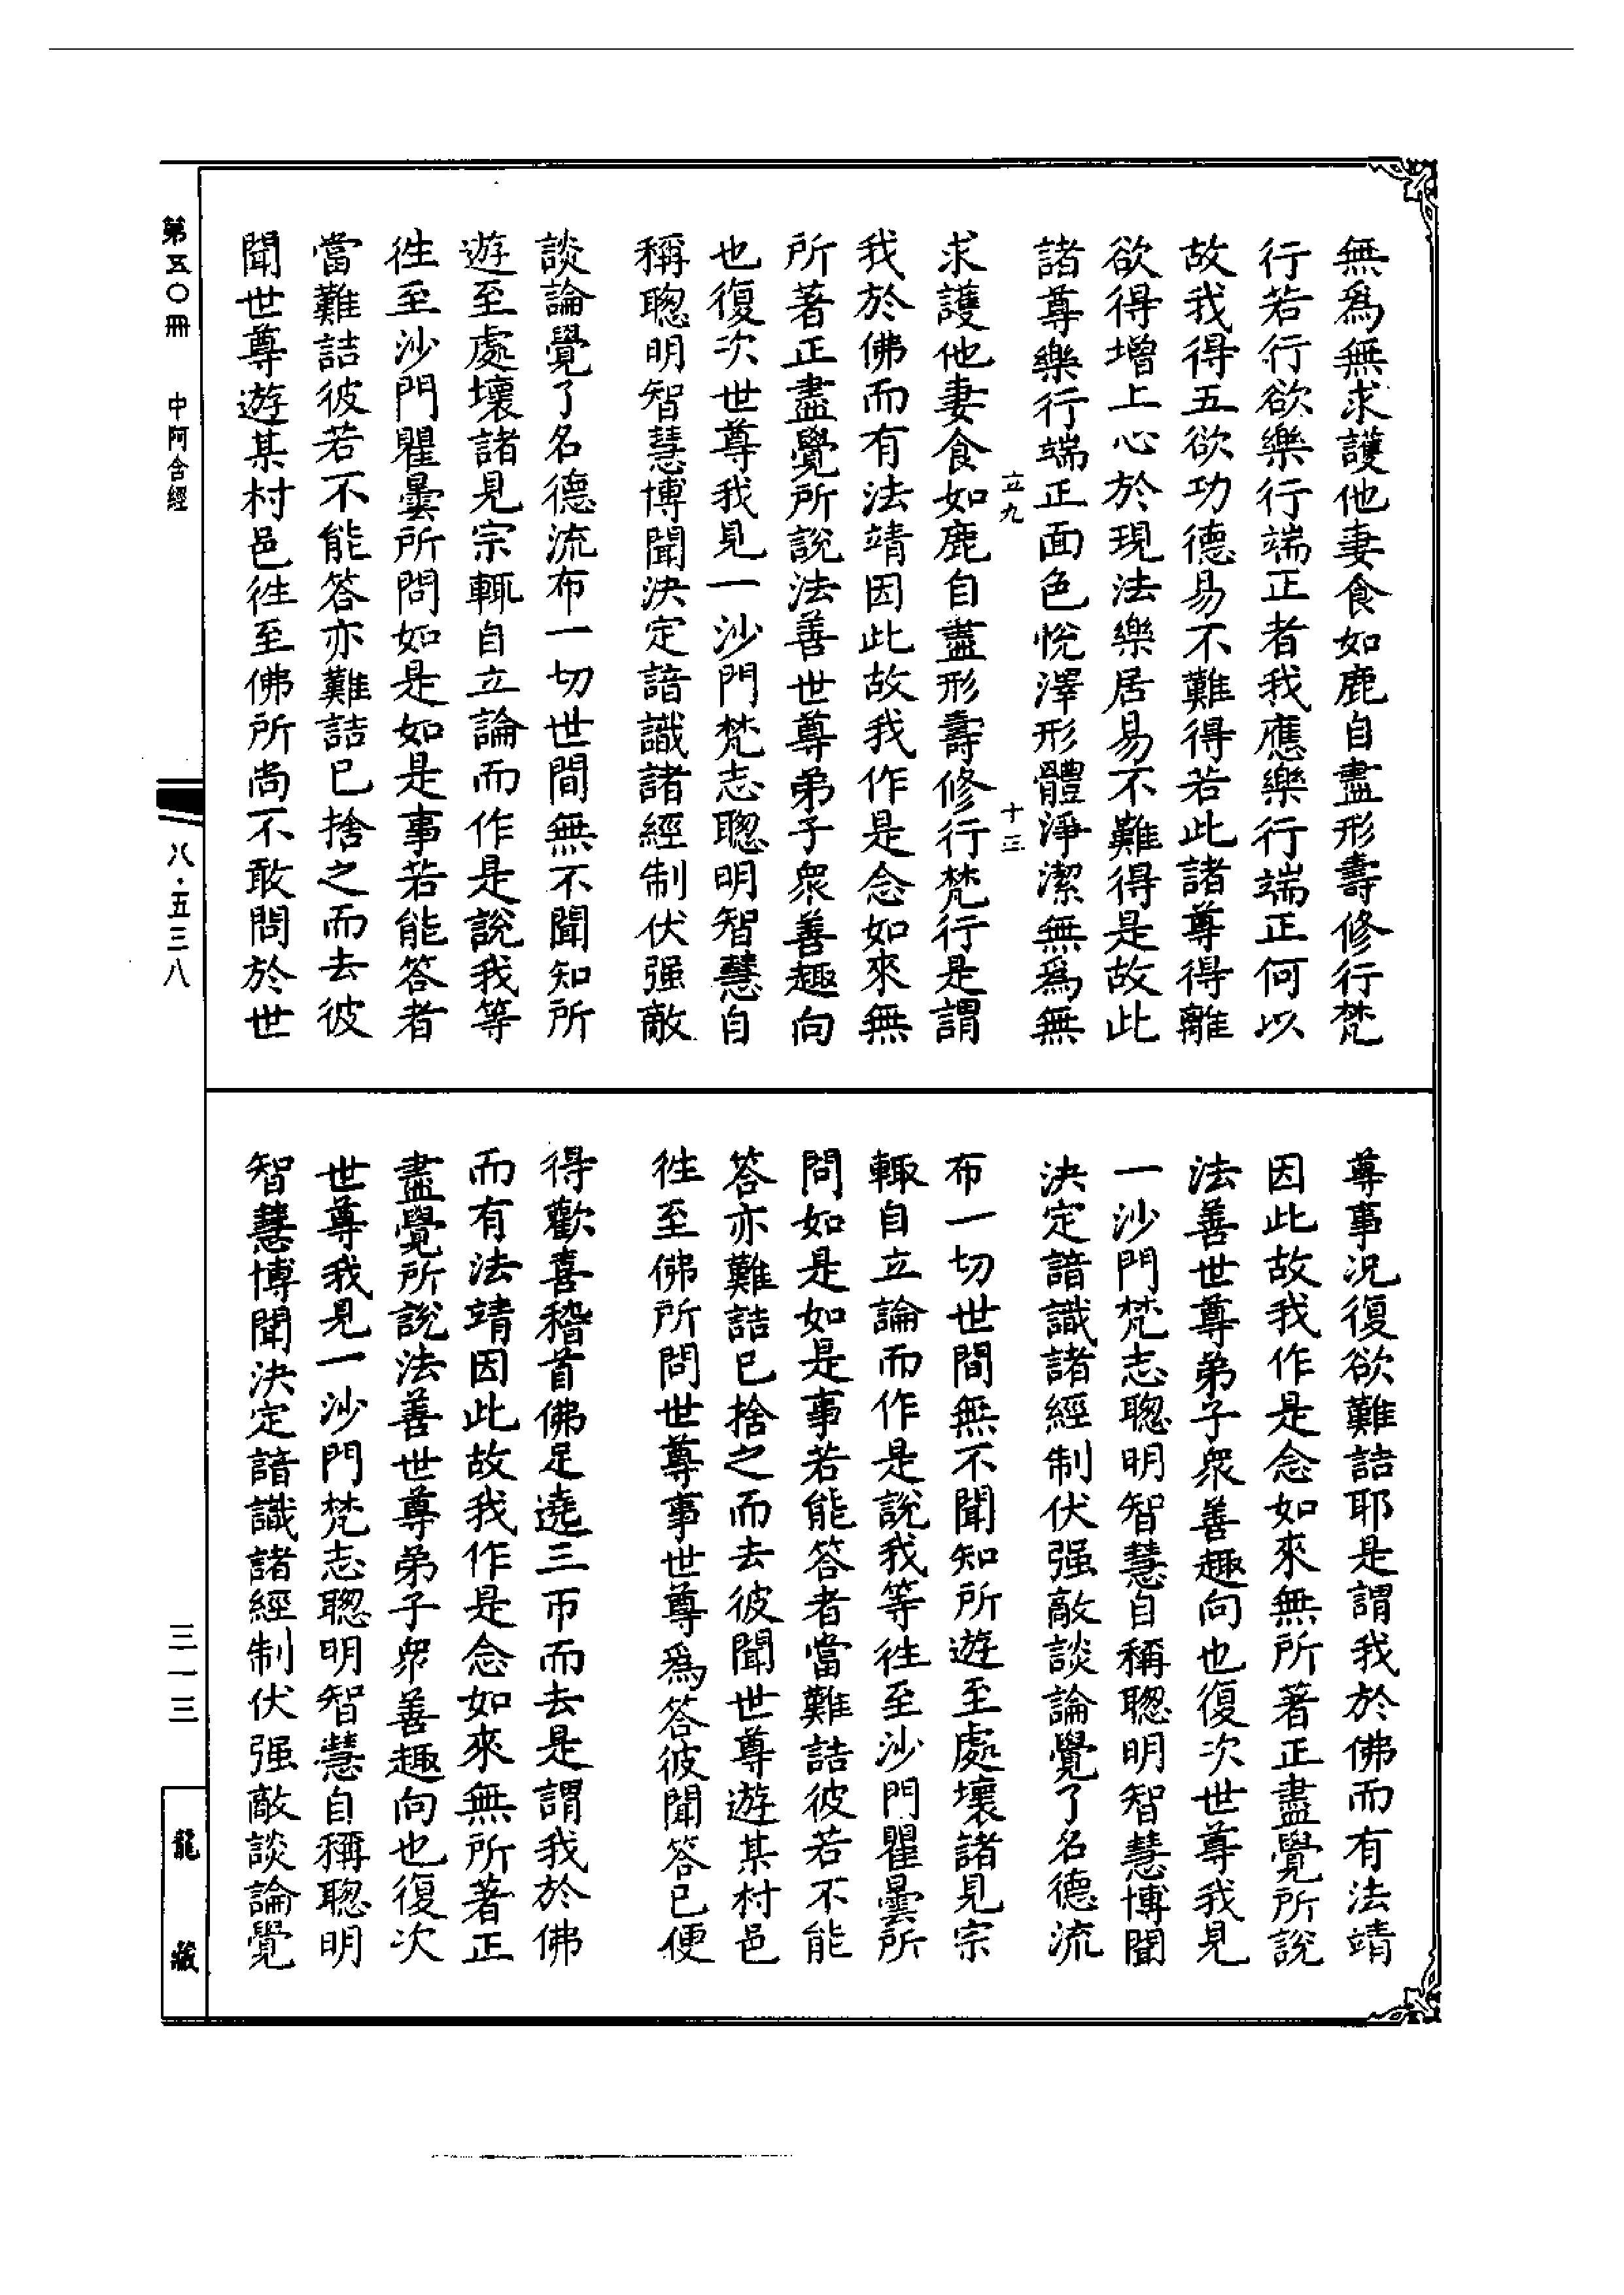 無爲無求護他妻食如鹿自盡形壽修行梵
行若行欲樂行端正者我應樂行端正何以
故我得五欲功德易不難得若此諸尊得離
欲得增上心於現法樂居易不難得是故此
諸尊樂行端正面色悅澤形體淨潔無爲無
立九
十三
求護他妻食如鹿自盡形壽修行梵行是謂
我於佛而有法靖因此故我作是念如來無
所著正盡覺所說法善世尊弟子衆善趣向
也復次世尊我見一沙門梵志聰明智慧自
稱聰明智慧博聞決定諳識諸經制伏强敵
談論覺了名德流布一切世間無不聞知所
遊至處壞諸見宗輒自立論而作是說我等
徃至沙門瞿曇所問如是如是事若能答者
當難詰彼若不能答亦難詰已捨之而去彼
聞世尊遊某村邑徃至佛所尚不敢問於世
尊事况復欲難詰耶是謂我於佛而有法靖
因此故我作是念如來無所著正盡覺所說
法善世尊弟子衆善趣向也復次世尊我見
一沙門梵志聰明智慧自稱聰明智慧博聞
決定諳識諸經制伏强敵談論覺了名德流
布一切世間無不聞知所遊至處壞諸見宗
輒自立論而作是說我等徃至沙門瞿曇所
問如是如是事若能答者當難詰彼若不能
答亦難詰已捨之而去彼聞世尊遊某村邑
徃至佛所問世尊事世尊爲答彼聞答已便
得歡喜稽首佛足遶三帀而去是謂我於佛
而有法靖因此故我作是念如來無所著正
盡覺所說法善世尊弟子衆善趣向也復次
世尊我見一沙門梵志聰明智慧自稱聰明
智慧博聞決定諳識諸經制伏强敵談論覺
第五〇冊 中阿含經
八·五三八
三一三
龍藏